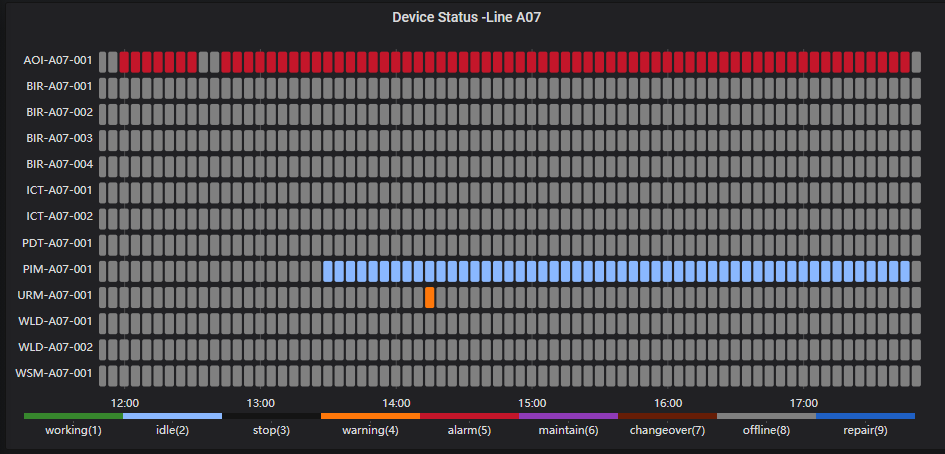 Device Status -Line A07
AOI-A07-001
BIR-A07-001
BIR-A07-002
BIR-A07-003
BIR-A07-004
ICT-A07-001
ICT-A07-002
PDT-A07-001
PIM-A07-001
URM-A07-001
WLD-A07-001
WLD-A07-002
WSM-A07-001
12:00 13:00 14:00 15:00 16:00 17:00
working(1) idle(2) stop(3) warning(4) alarm(5) maintain(6) changeover(7) offline(8) repair(9)